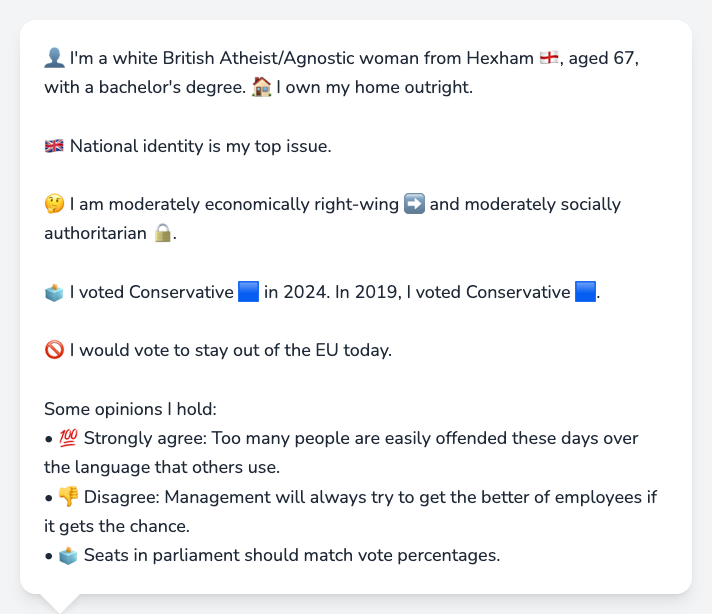 👤 I'm a white British Atheist/Agnostic woman from Hexham 🏴󠁧󠁢󠁥󠁮󠁧󠁿, aged 67,
with a bachelor's degree. 🏠 I own my home outright.
🇬🇧 National identity is my top issue.
🤔 I am moderately economically right-wing ➡️ and moderately socially
authoritarian 🔒.
🗳️ I voted Conservative 🟦 in 2024. In 2019, I voted Conservative 🟦.
🚫 I would vote to stay out of the EU today.
Some opinions I hold:
• 💯 Strongly agree: Too many people are easily offended these days over
the language that others use.
• 👎 Disagree: Management will always try to get the better of employees if
it gets the chance.
• 🗳️ Seats in parliament should match vote percentages.